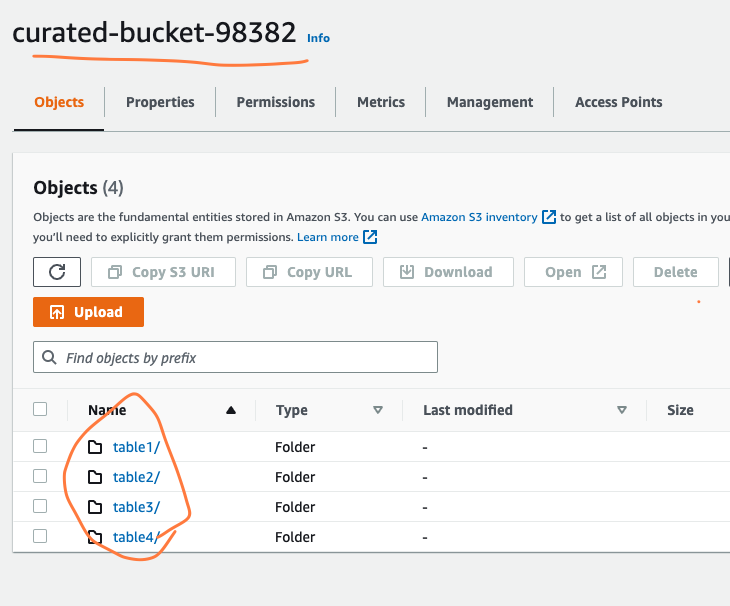 curated-bucket-98382 Info
Objects Properties Permissions Metrics Management Access Points
Objects (4)
Objects are the fundamental entities stored in Amazon S3. You can use Amazon S3 inventory to get a list of all objects in you
you'll need to explicitly grant them permissions. Learn more
Copy S3 URI Copy URL Download Open Delete
Upload
Find objects by prefix
Name Type Last modified Size
table1/ Folder -
table2/ Folder -
table3/ Folder -
table4/ Folder -